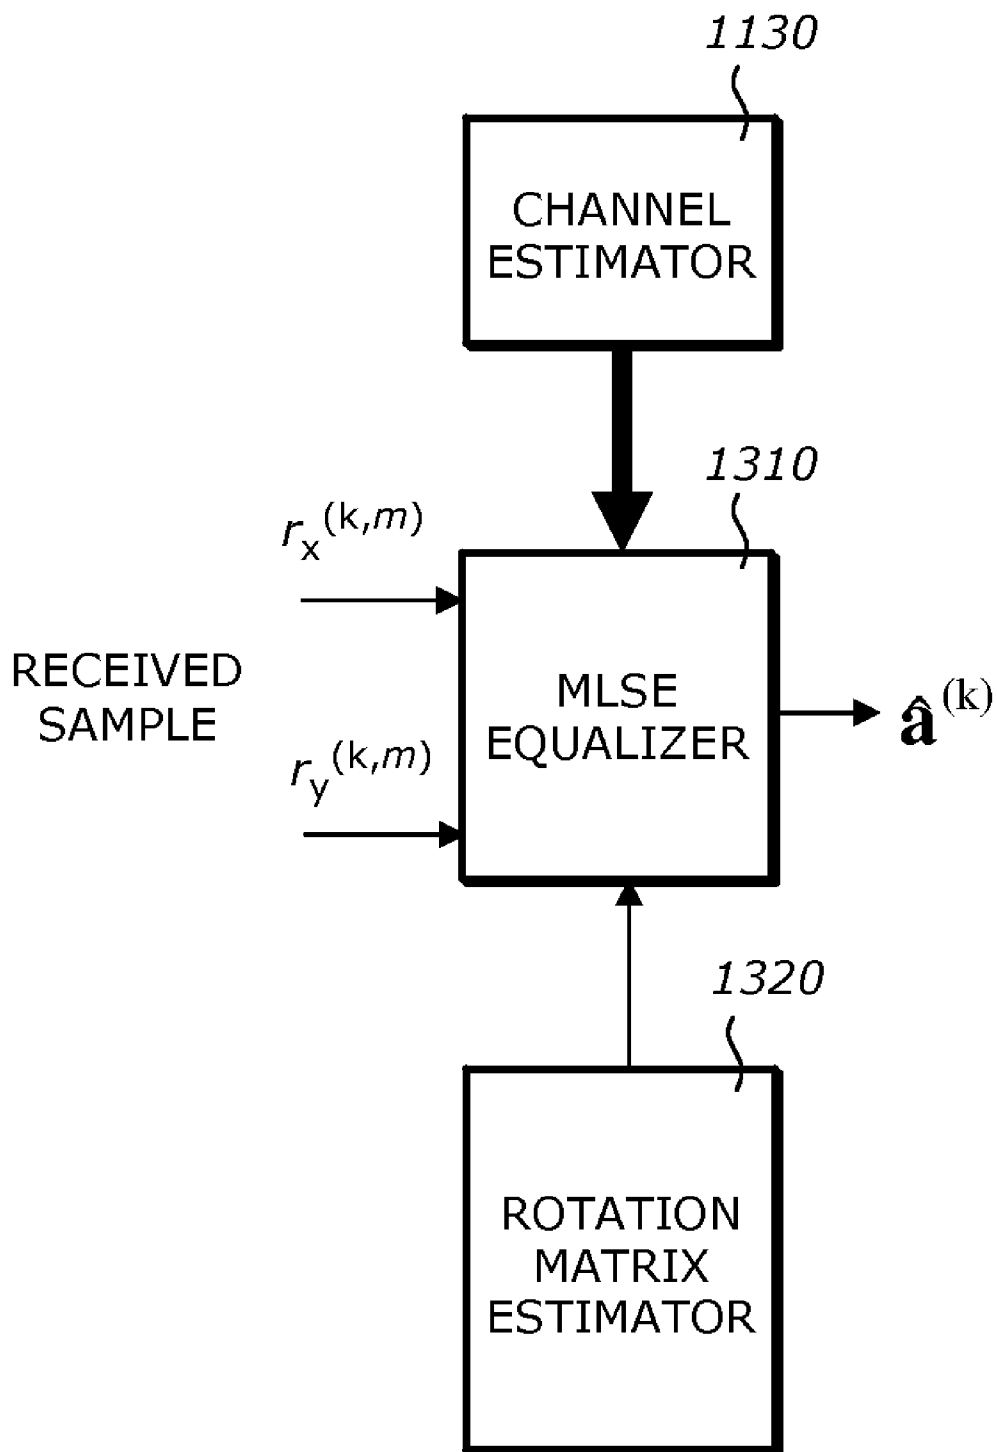 1130
CHANNEL
ESTIMATOR
1310
r_x^(k,m)
RECEIVED
SAMPLE
MLSE
EQUALIZER
â^(k)
r_y^(k,m)
1320
ROTATION
MATRIX
ESTIMATOR